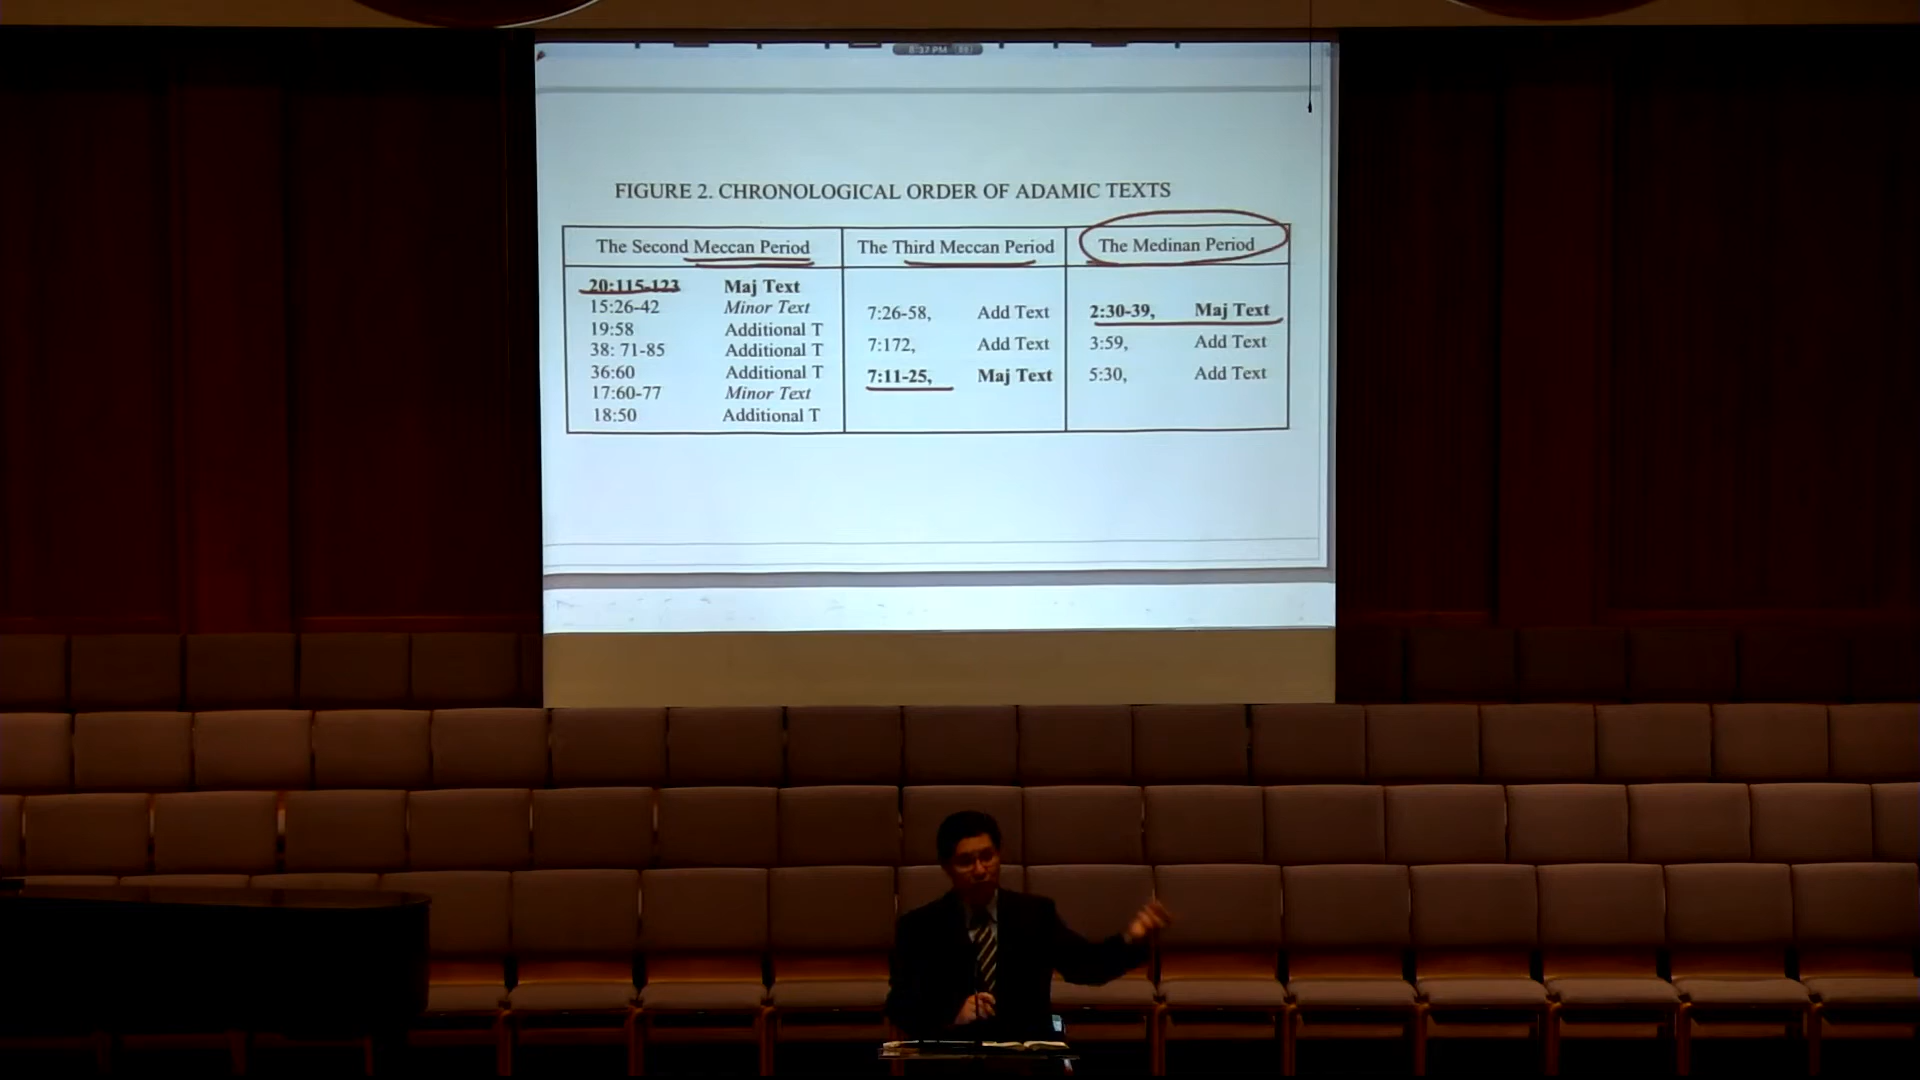 8:37 PM
FIGURE 2. CHRONOLOGICAL ORDER OF ADAMIC TEXTS
The Second Meccan Period The Third Meccan Period The Medinan Period
20:115-123 Maj Text
15:26-42 Minor Text
19:58 Additional T
38: 71-85 Additional T
36:60 Additional T
17:60-77 Minor Text
18:50 Additional T
7:26-58, Add Text
7:172, Add Text
7:11-25, Maj Text
2:30-39, Maj Text
3:59, Add Text
5:30, Add Text